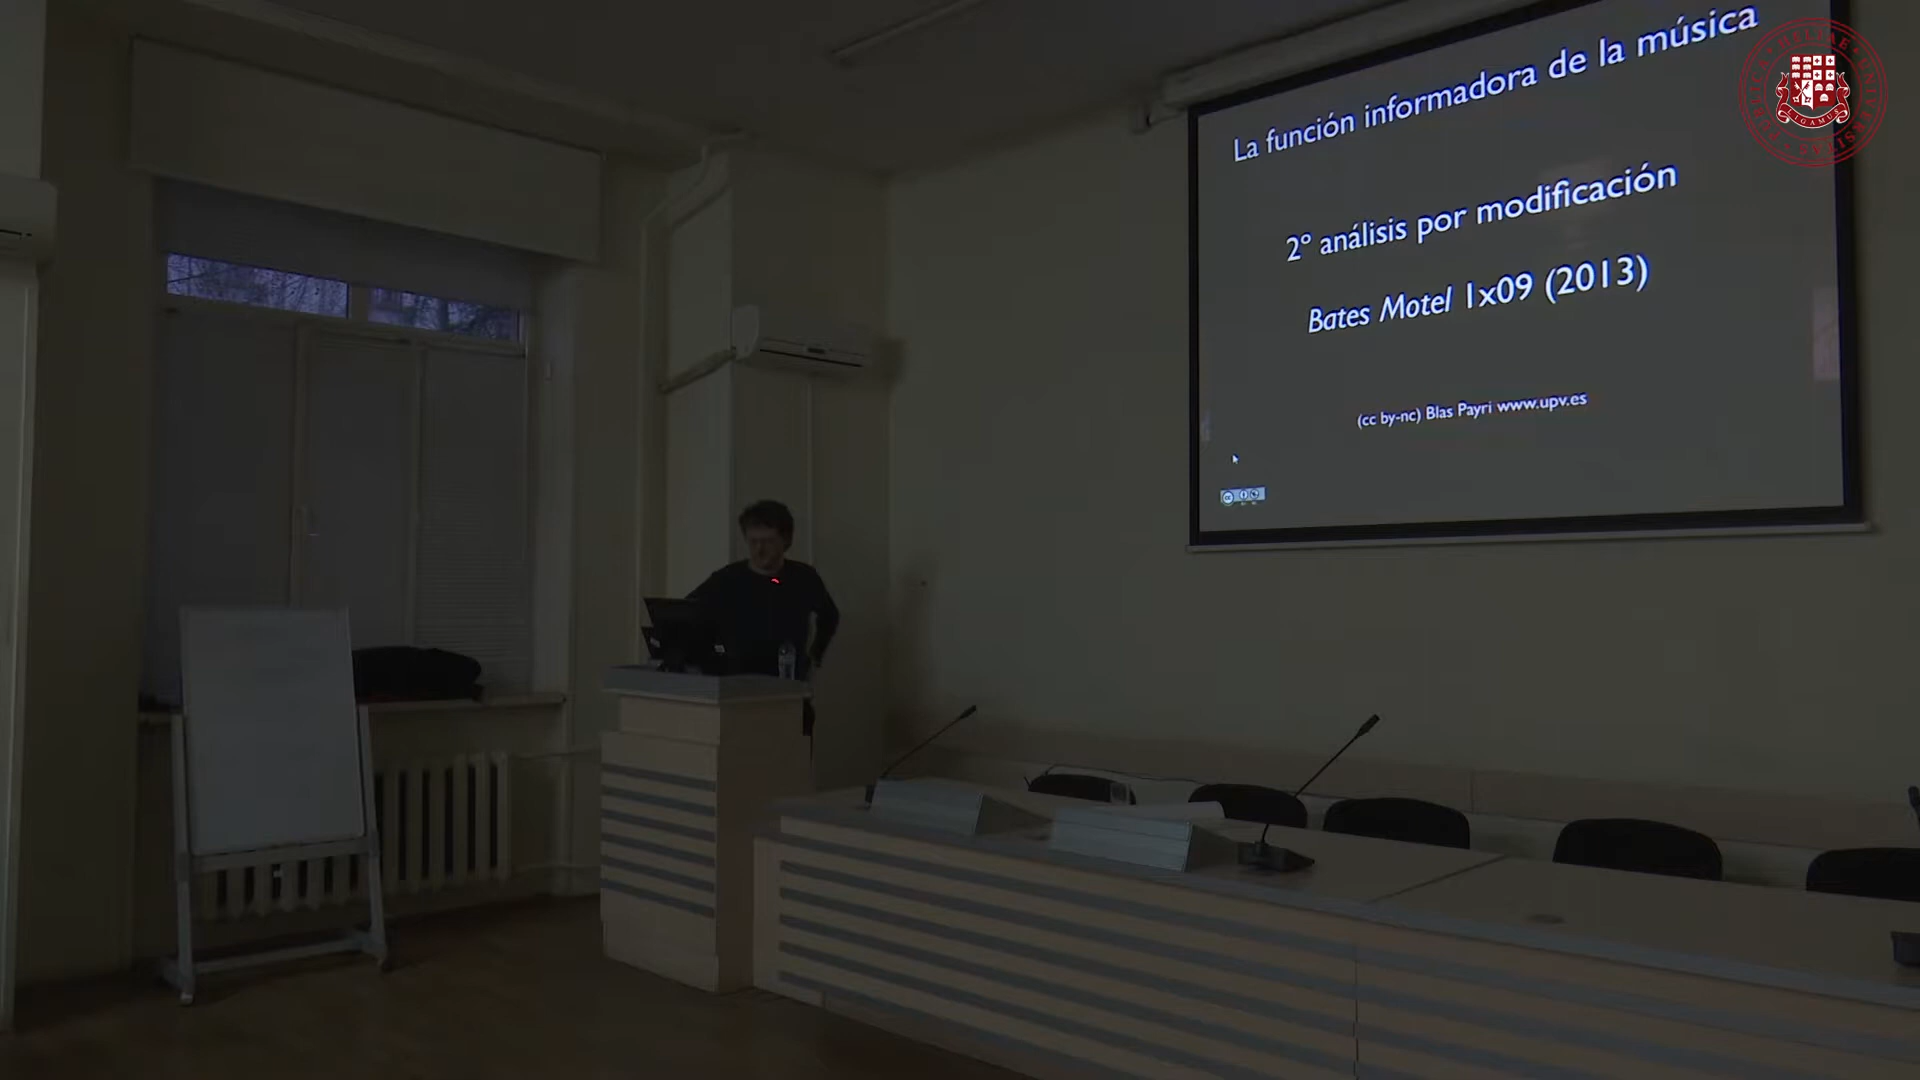 La función informadora de la música
2º análisis por modificación
Bates Motel 1x09 (2013)
(cc by-nc) Blas Payri www.upv.es
LIGAMUS